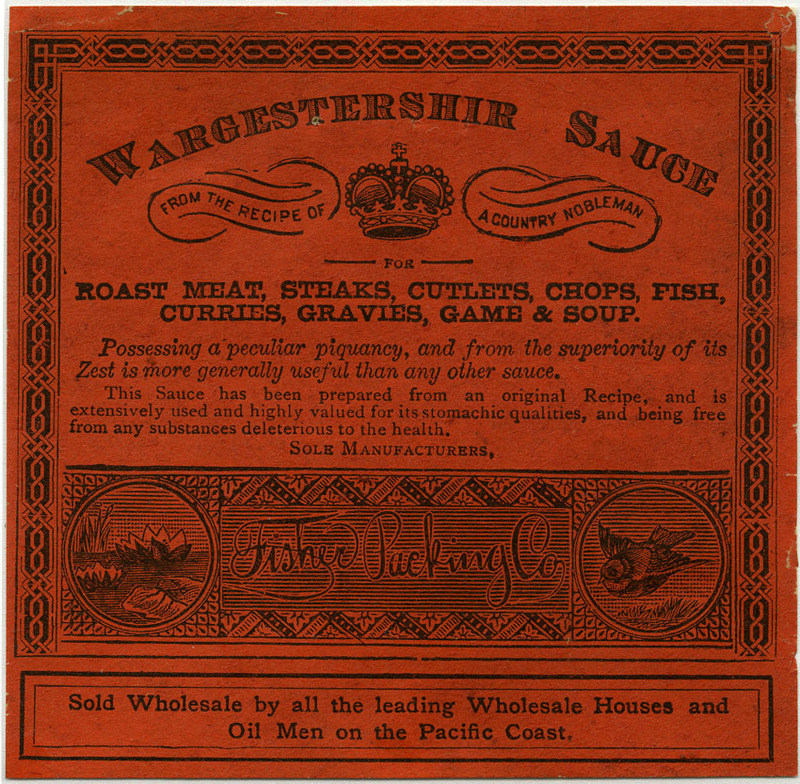 WARGESTERSHIR SAUCE
FROM THE RECIPE OF A COUNTRY NOBLEMAN
FOR
ROAST MEAT, STEAKS, CUTLETS, CHOPS, FISH,
CURRIES, GRAVIES, GAME & SOUP.
Possessing a peculiar piquancy, and from the superiority of its
Zest is more generally useful than any other sauce.
This Sauce has been prepared from an original Recipe, and is
extensively used and highly valued for its stomachic qualities, and being free
from any substances deleterious to the health.
SOLE MANUFACTURERS,
Fisher Packing Co
Sold Wholesale by all the leading Wholesale Houses and
Oil Men on the Pacific Coast.